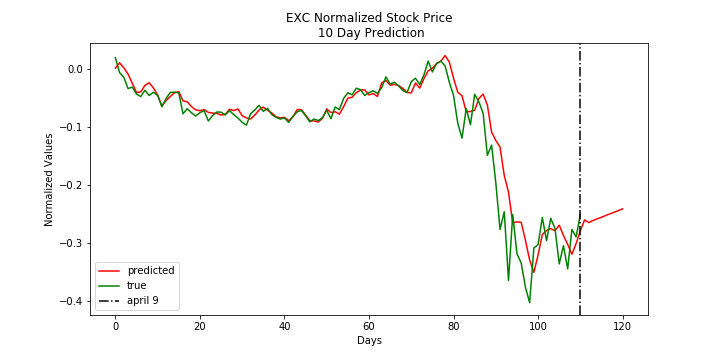 EXC Normalized Stock Price
10 Day Prediction
Normalized Values
0.0
−0.1
−0.2
−0.3
−0.4
predicted
true
april 9
0
20
40
60
80
100
120
Days